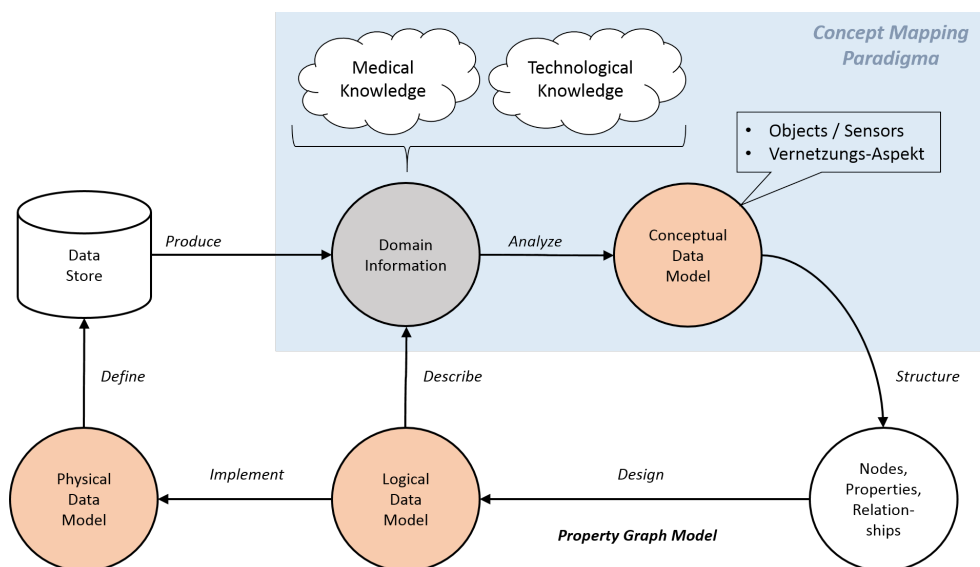 Concept Mapping
Paradigma
Medical
Knowledge
Technological
Knowledge
• Objects / Sensors
• Vernetzungs-Aspekt
Data
Store
Produce
Domain
Information
Analyze
Conceptual
Data
Model
Define
Describe
Structure
Physical
Data
Model
Implement
Logical
Data
Model
Design
Nodes,
Properties,
Relation-
ships
Property Graph Model